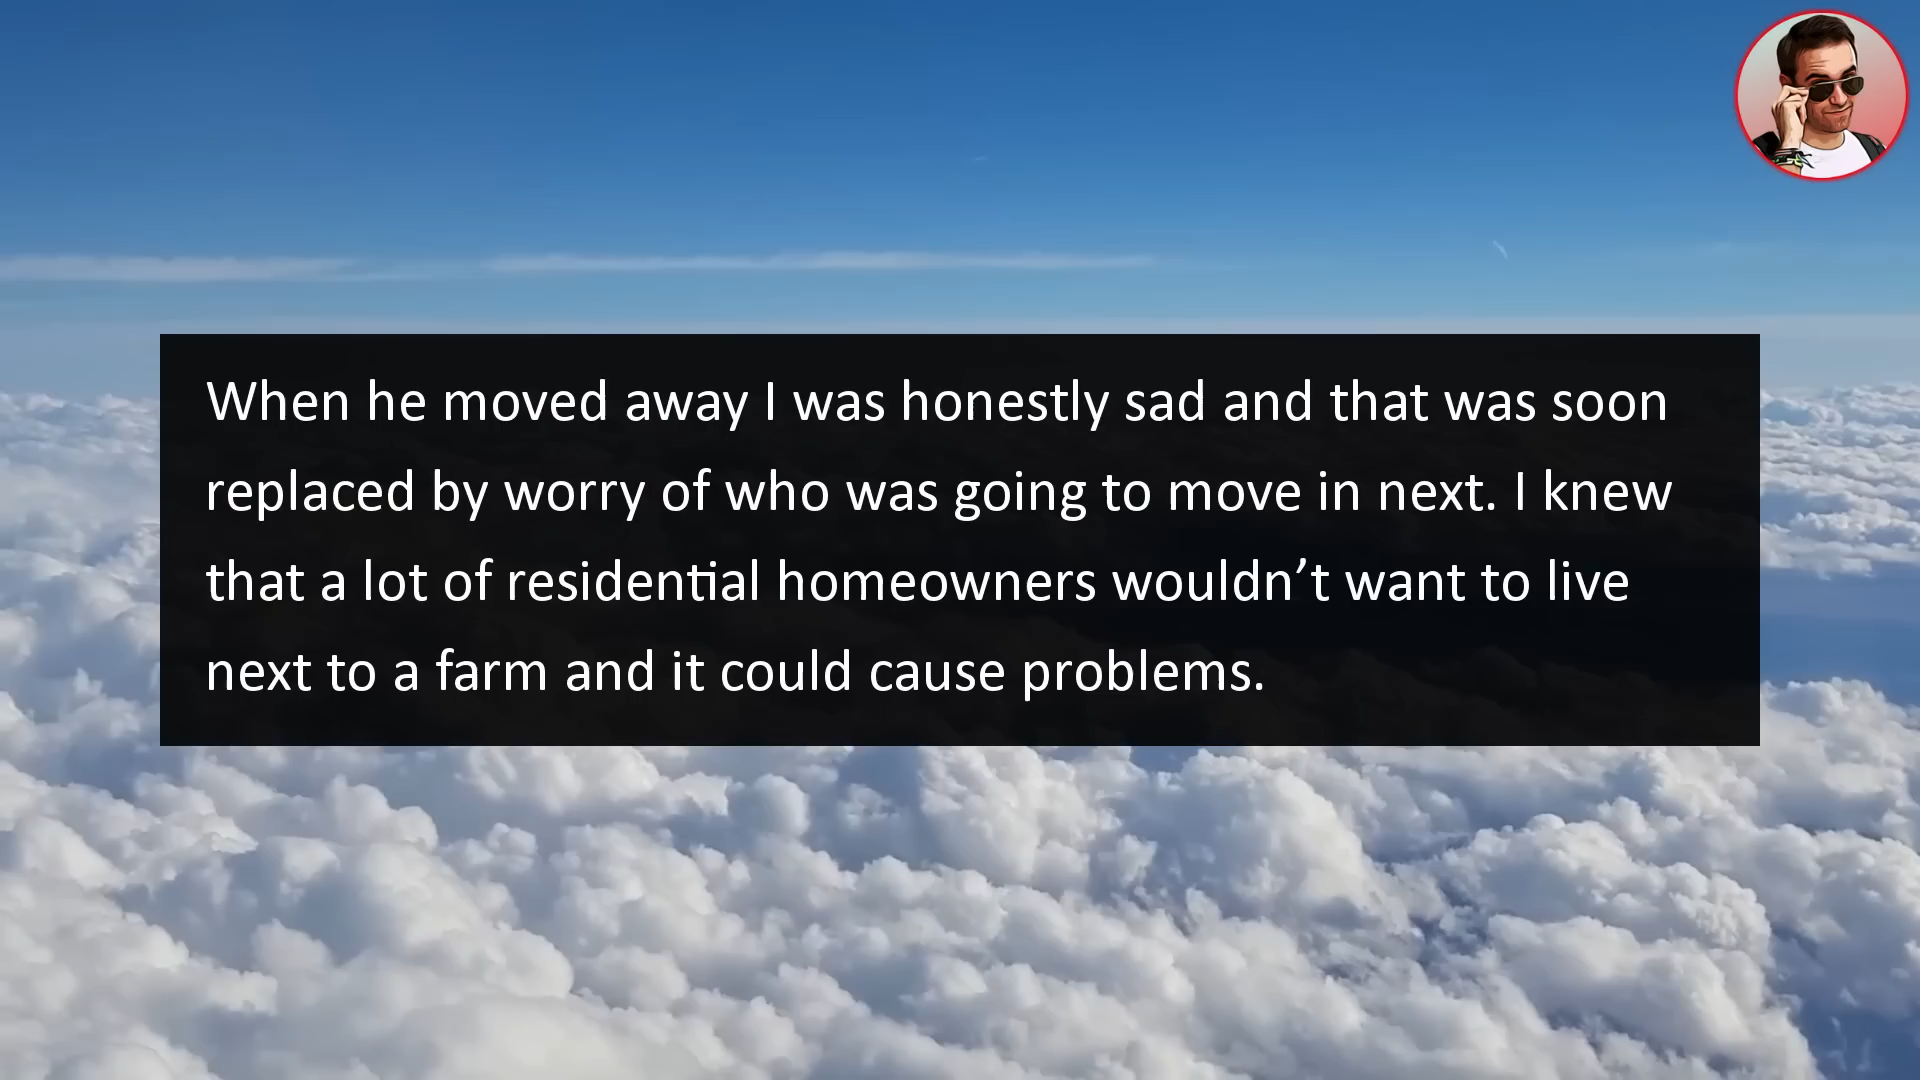 When he moved away I was honestly sad and that was soon
replaced by worry of who was going to move in next. I knew
that a lot of residential homeowners wouldn’t want to live
next to a farm and it could cause problems.